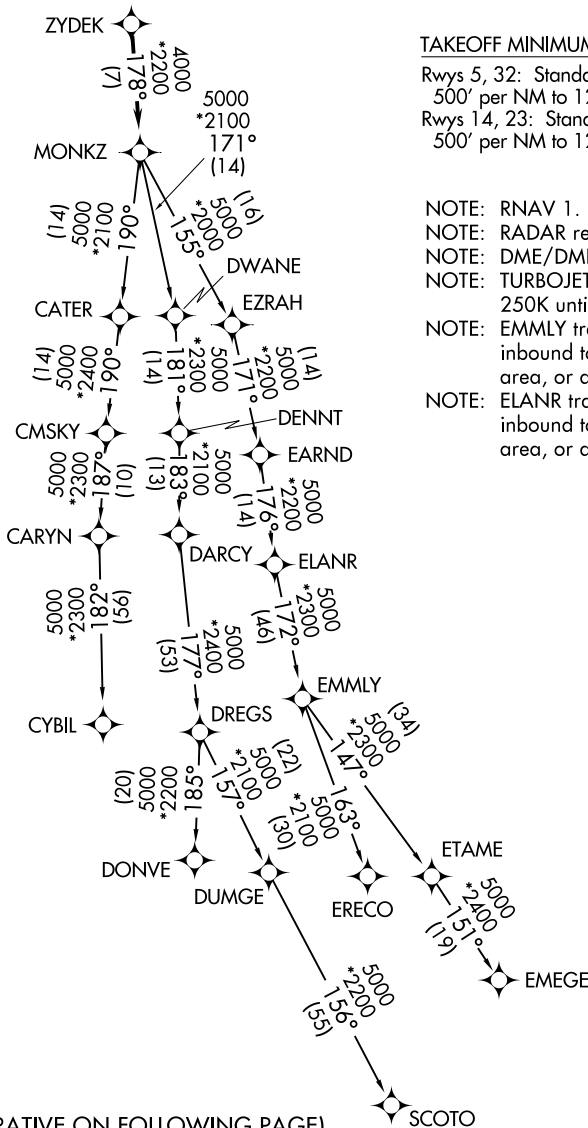 ZYDEK
4000
*2200
178°
(7)
MONKZ
5000
*2100
171°
(14)
(14)
5000
*2100
190°
(16)
5000
*2000
155°
DWANE
CATER
EZRAH
(14)
5000
*2400
190°
5000
*2300
181°
(14)
(14)
5000
*2200
171°
CMSKY
DENNT
EARND
5000
*2300
187°
(10)
5000
*2100
183°
(13)
5000
*2200
176°
(14)
CARYN
DARCY
ELANR
5000
*2300
182°
(56)
5000
*2400
177°
(53)
5000
*2300
172°
(46)
EMMLY
CYBIL
DREGS
(34)
5000
*2300
147°
(20)
5000
*2200
185°
(22)
5000
*2100
157°
163°
5000
*2100
(30)
DONVE
DUMGE
ERECO
ETAME
5000
*2400
151°
(19)
EMEGE
5000
*2200
156°
(55)
SCOTO
TAKEOFF MINIMUM
Rwys 5, 32: Standa
500' per NM to 12
Rwys 14, 23: Stand
500' per NM to 12
NOTE: RNAV 1.
NOTE: RADAR re
NOTE: DME/DM
NOTE: TURBOJET
250K unti
NOTE: EMMLY tra
inbound to
area, or a
NOTE: ELANR tra
inbound to
area, or a
RATIVE ON FOLLOWING PAGE)